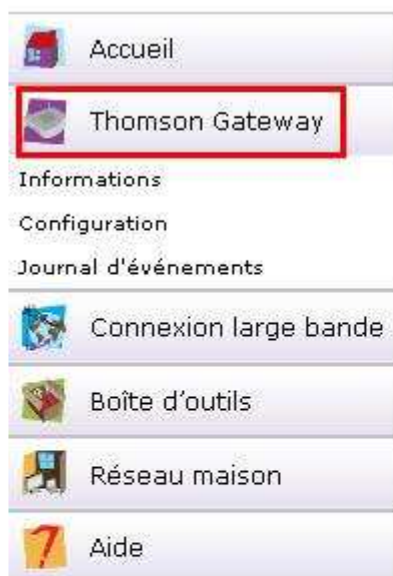 Accueil
Thomson Gateway
Informations
Configuration
Journal d'événements
Connexion large bande
Boîte d'outils
Réseau maison
Aide